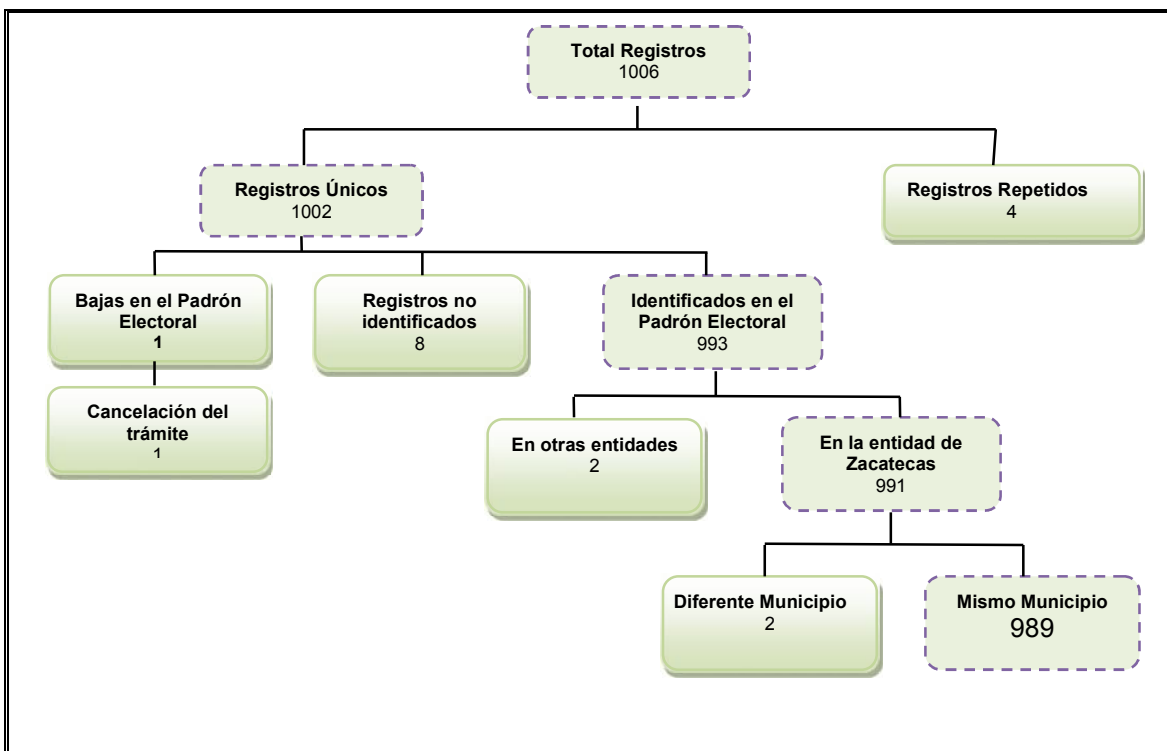 Total Registros
1006
Registros Únicos
1002
Registros Repetidos
4
Bajas en el Padrón
Electoral
1
Registros no
identificados
8
Identificados en el
Padrón Electoral
993
Cancelación del
trámite
1
En otras entidades
2
En la entidad de
Zacatecas
991
Diferente Municipio
2
Mismo Municipio
989